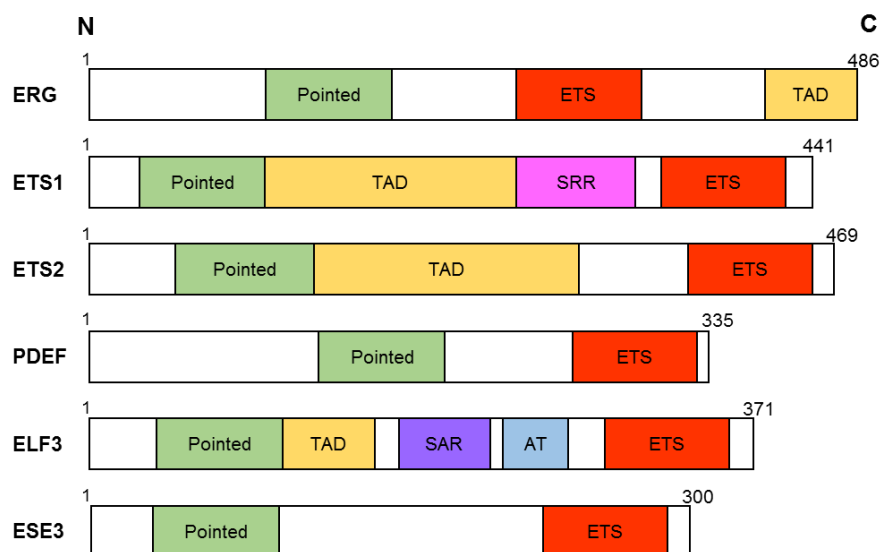 N C
1 486
ERG Pointed ETS TAD
1 441
ETS1 Pointed TAD SRR ETS
1 469
ETS2 Pointed TAD ETS
1 335
PDEF Pointed ETS
1 371
ELF3 Pointed TAD SAR AT ETS
1 300
ESE3 Pointed ETS